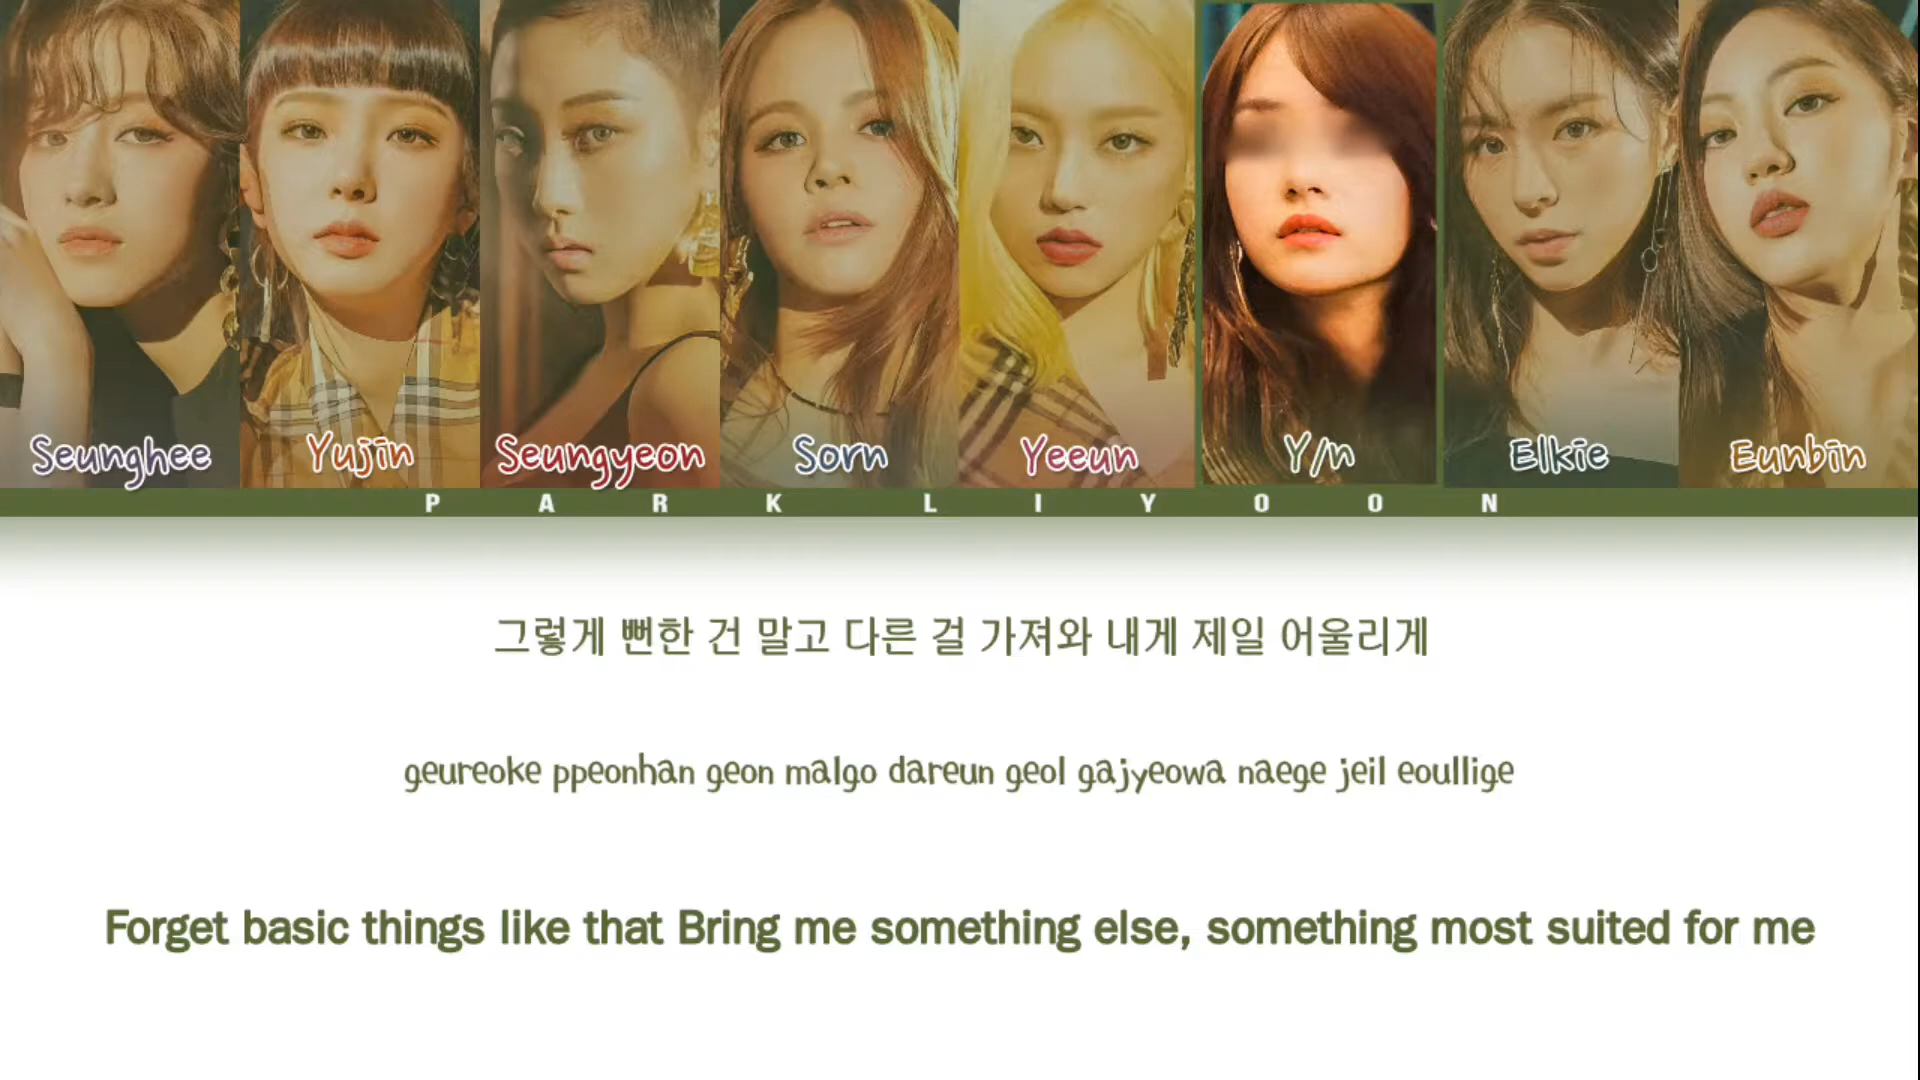 Seunghee Yujin Seungyeon Sorn Yeeun Y/n Elkie Eunbin
PARK LIYOON
그렇게 뻔한 건 말고 다른 걸 가져와 내게 제일 어울리게
geureoke ppeonhan geon malgo dareun geol gajyeowa naege jeil eoullige
Forget basic things like that Bring me something else, something most suited for me